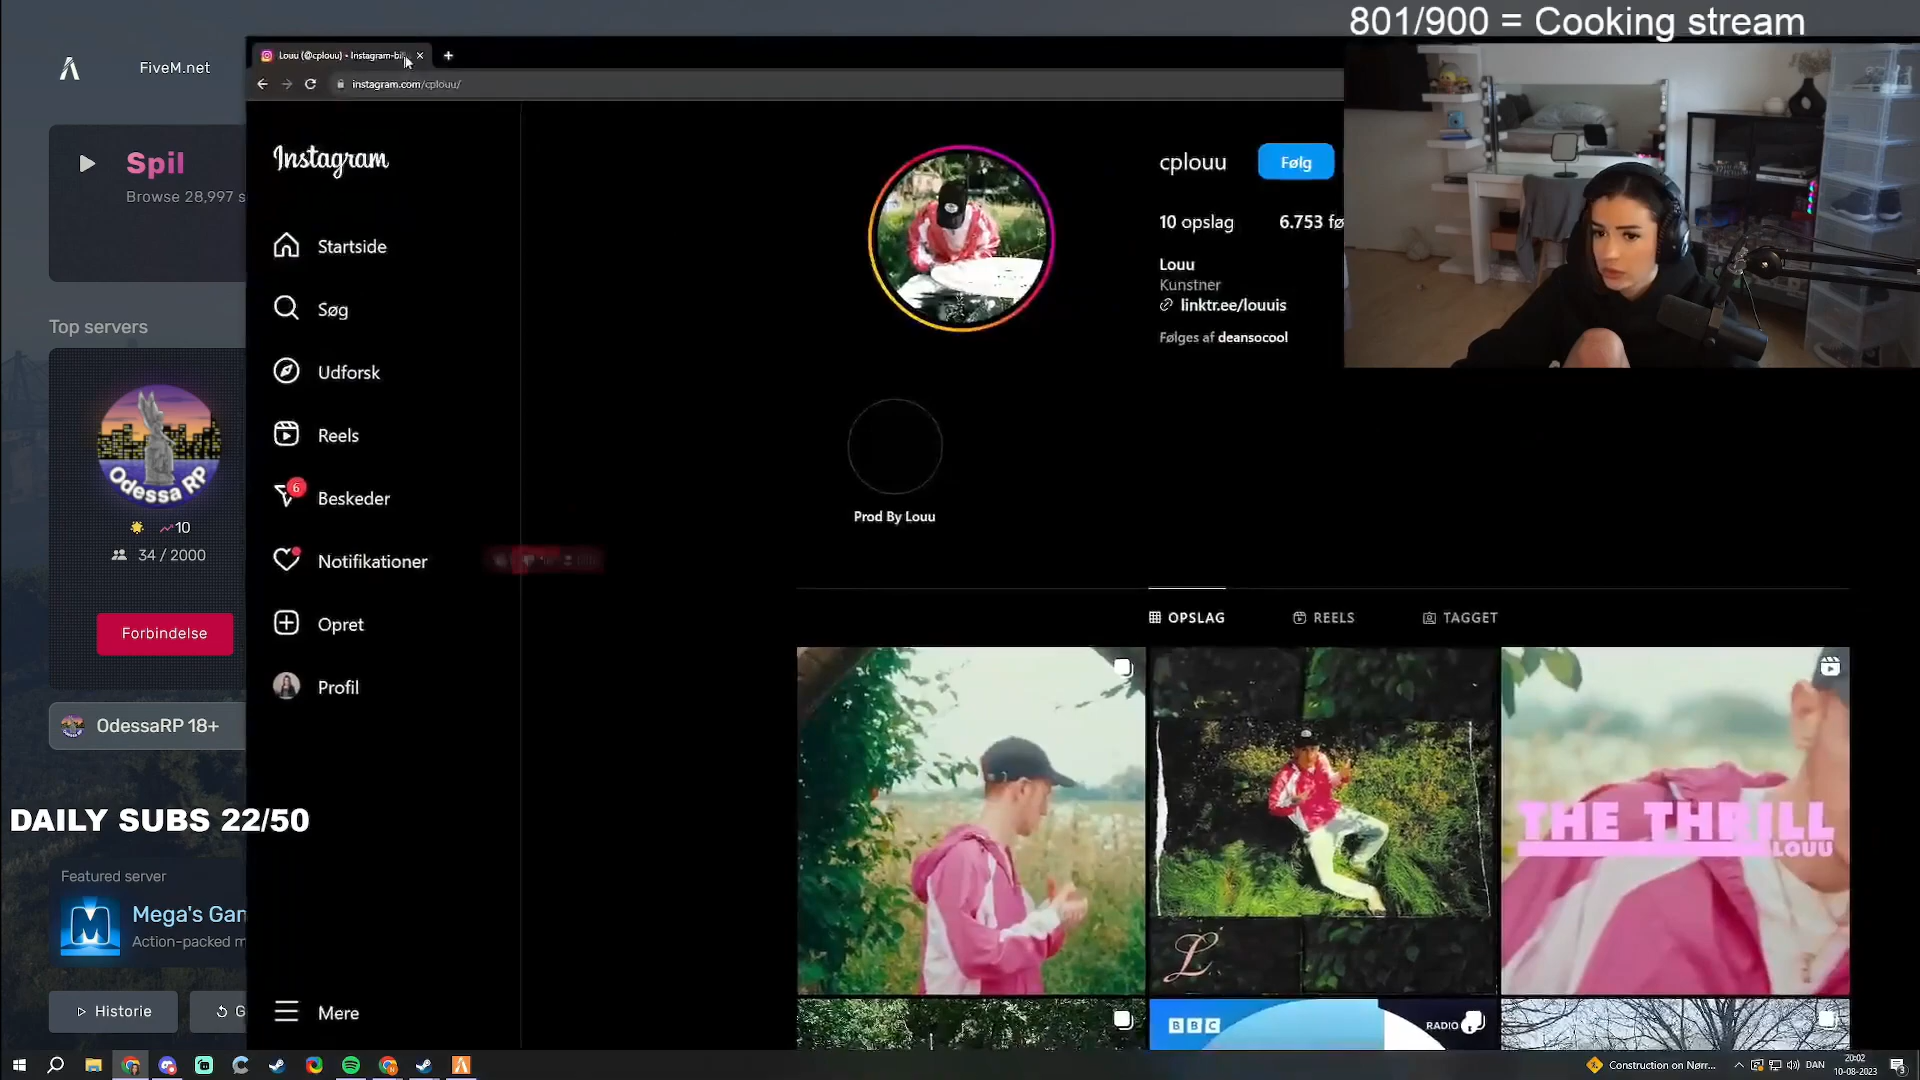 801/900 = Cooking stream
Louu (@cplouu) • Instagram-bil
instagram.com/cplouu/
FiveM.net
Spil
Browse 28,997 s
Top servers
Odessa RP
10
34 / 2000
Forbindelse
OdessaRP 18+
DAILY SUBS 22/50
Featured server
Mega's Gan
Action-packed m
Historie
G
Instagram
Startside
Søg
Udforsk
Reels
6
Beskeder
Notifikationer
Opret
Profil
Mere
cplouu
Følg
10 opslag
6.753 fø
Louu
Kunstner
linktr.ee/louuis
Følges af deansocool
Prod By Louu
OPSLAG
REELS
TAGGET
L
THE THRILL
LOUU
BBC
RADIO
Construction on Nørr...
DAN
20:02
10-08-2023
3